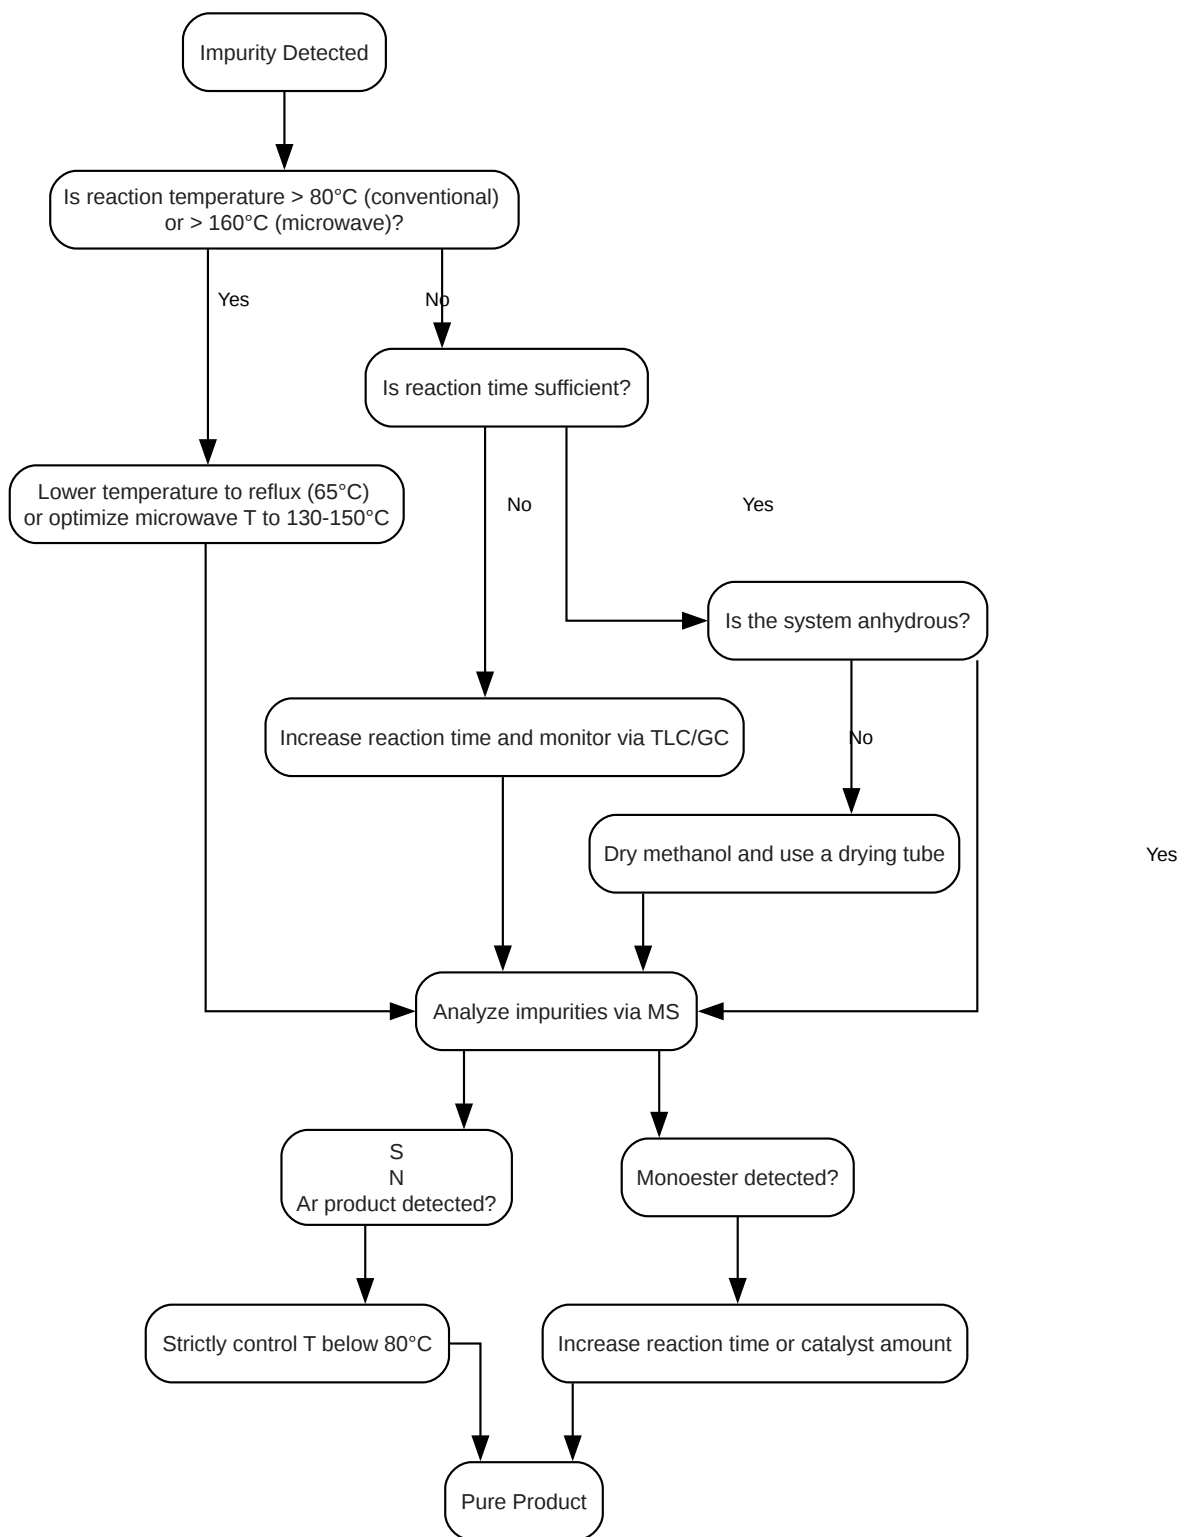 Impurity Detected
Is reaction temperature > 80°C (conventional)
or > 160°C (microwave)?
Yes
No
Is reaction time sufficient?
Lower temperature to reflux (65°C)
or optimize microwave T to 130-150°C
No
Yes
Is the system anhydrous?
Increase reaction time and monitor via TLC/GC
No
Dry methanol and use a drying tube
Yes
Analyze impurities via MS
S
N
Ar product detected?
Monoester detected?
Strictly control T below 80°C
Increase reaction time or catalyst amount
Pure Product